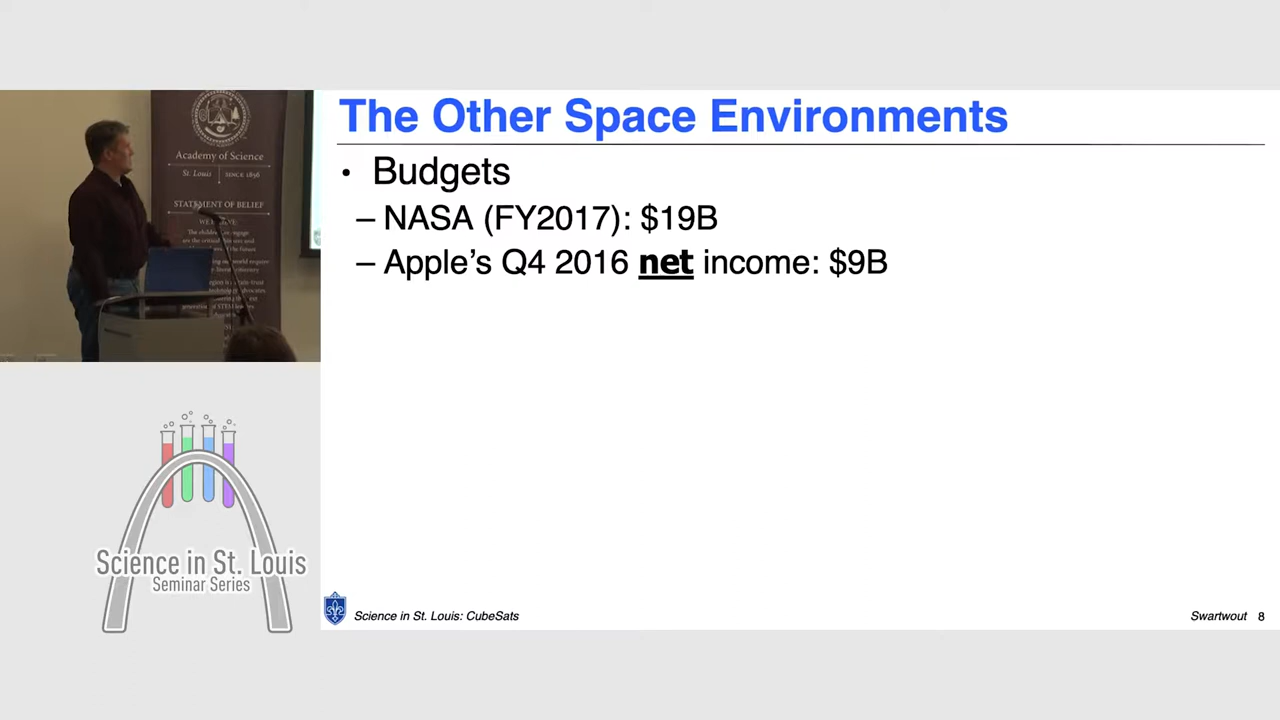 The Other Space Environments
• Budgets
– NASA (FY2017): $19B
– Apple’s Q4 2016 net income: $9B
Science in St. Louis: CubeSats
Swartwout 8
Academy of Science
St. Louis SINCE 1856
STATEMENT OF BELIEF
Science in St. Louis
Seminar Series